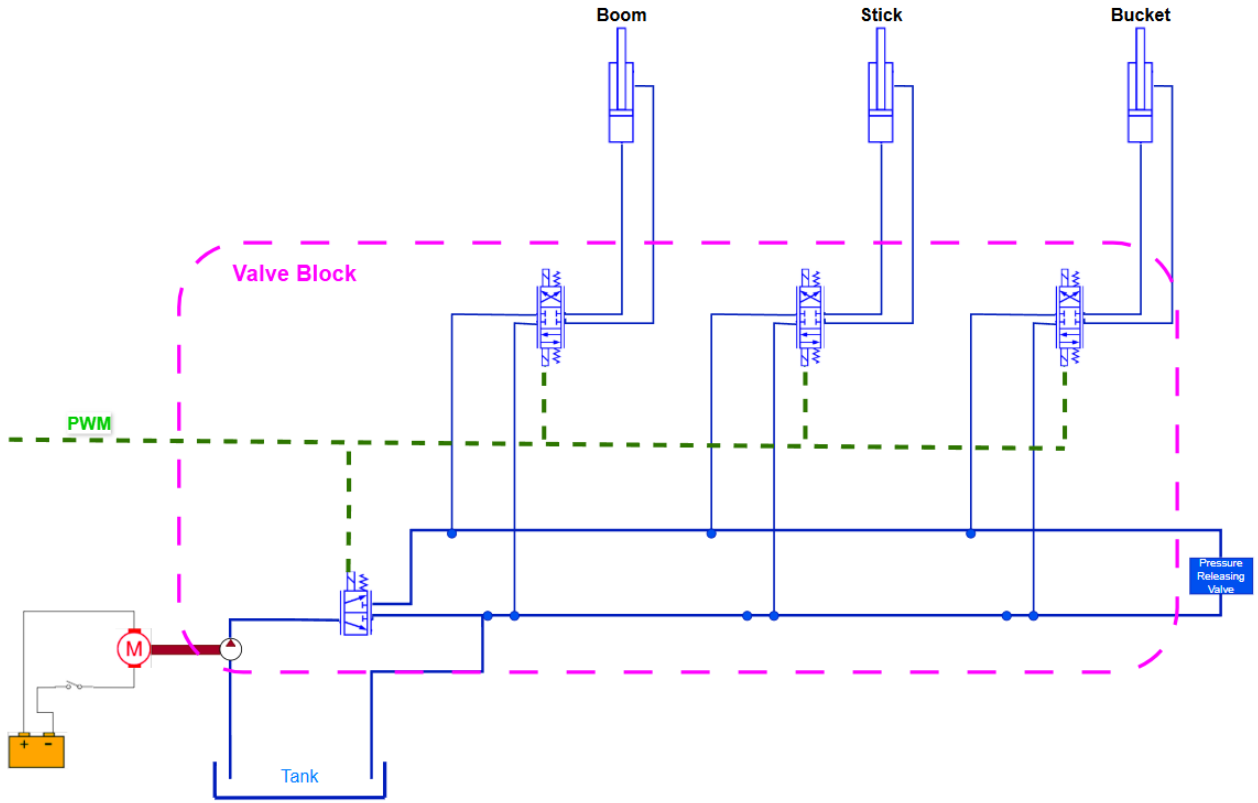 Boom
Stick
Bucket
Valve Block
PWM
Pressure
Releasing
Valve
M
+ −
Tank